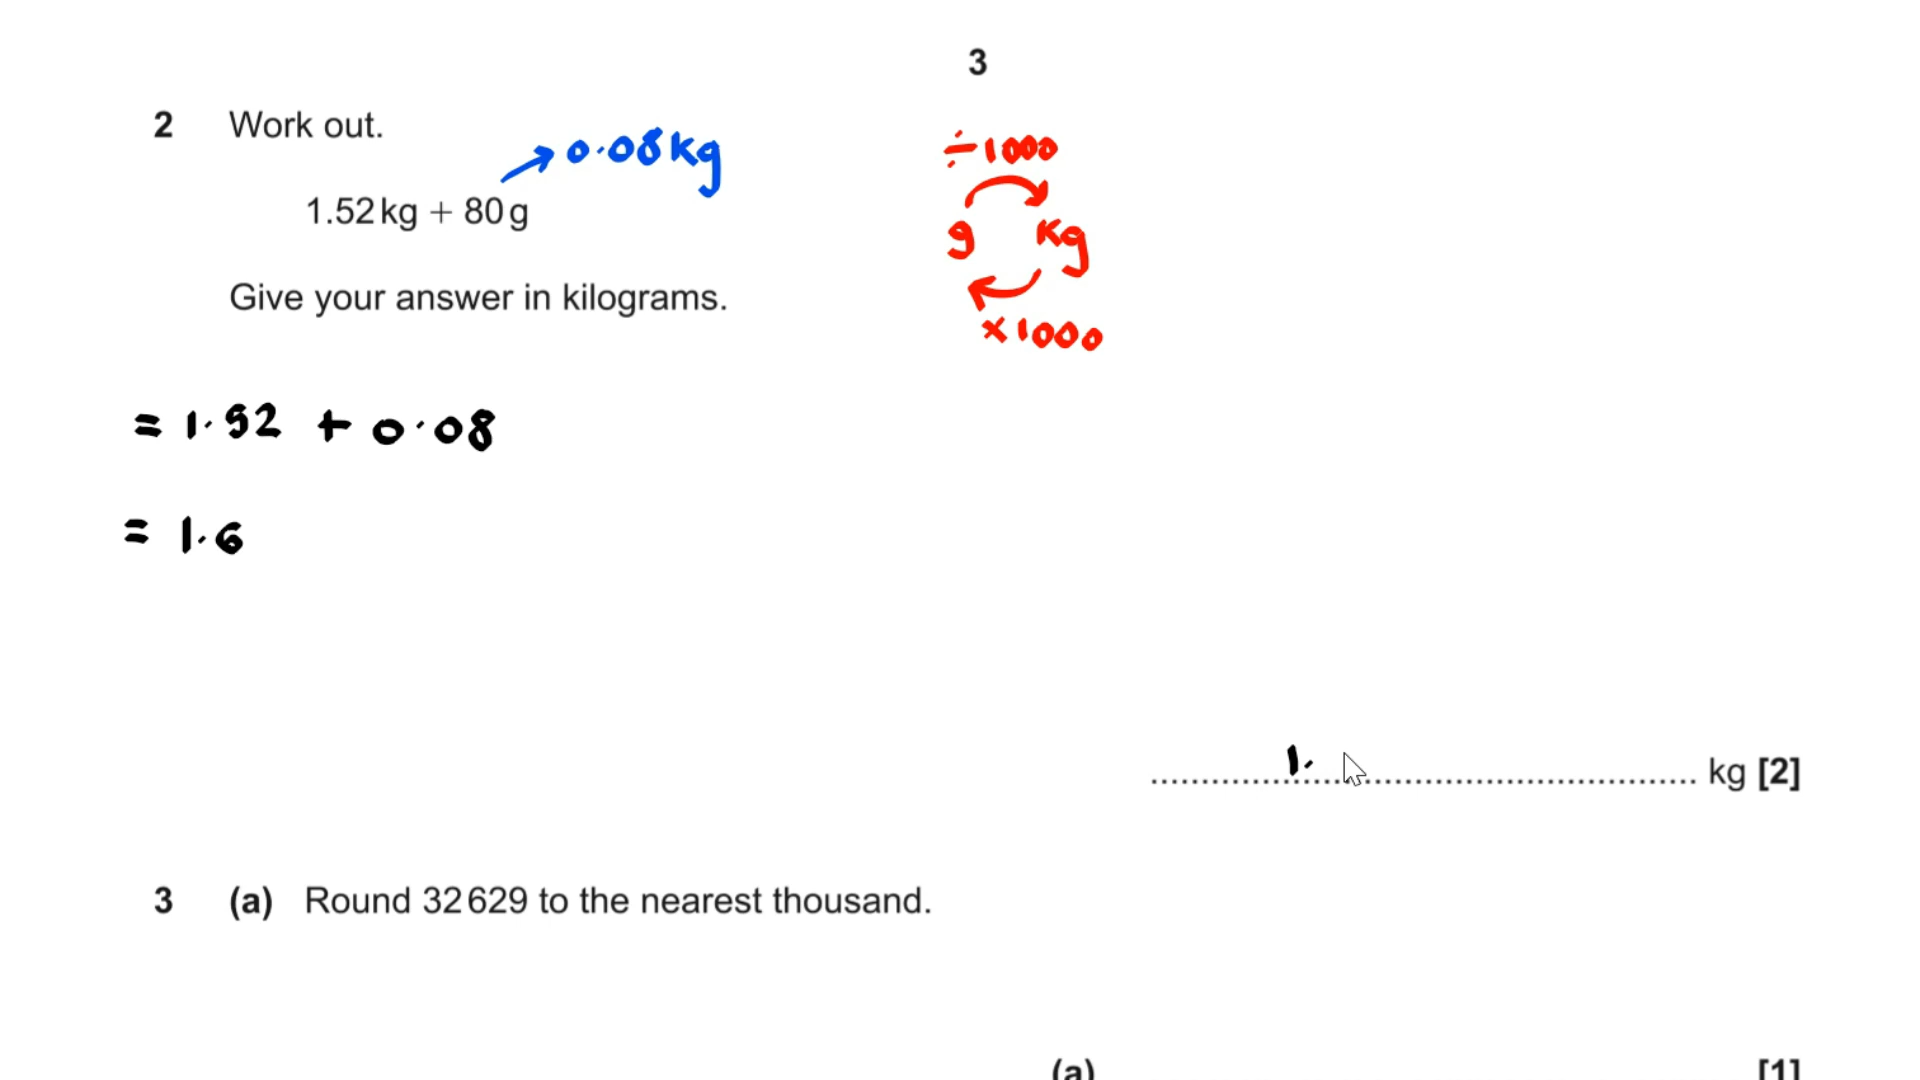 3
2 Work out.
→ 0.08kg
÷1000
1.52 kg + 80 g
g kg
Give your answer in kilograms.
×1000
= 1.52 + 0.08
= 1.6
1. kg [2]
3 (a) Round 32 629 to the nearest thousand.
(a) [1]